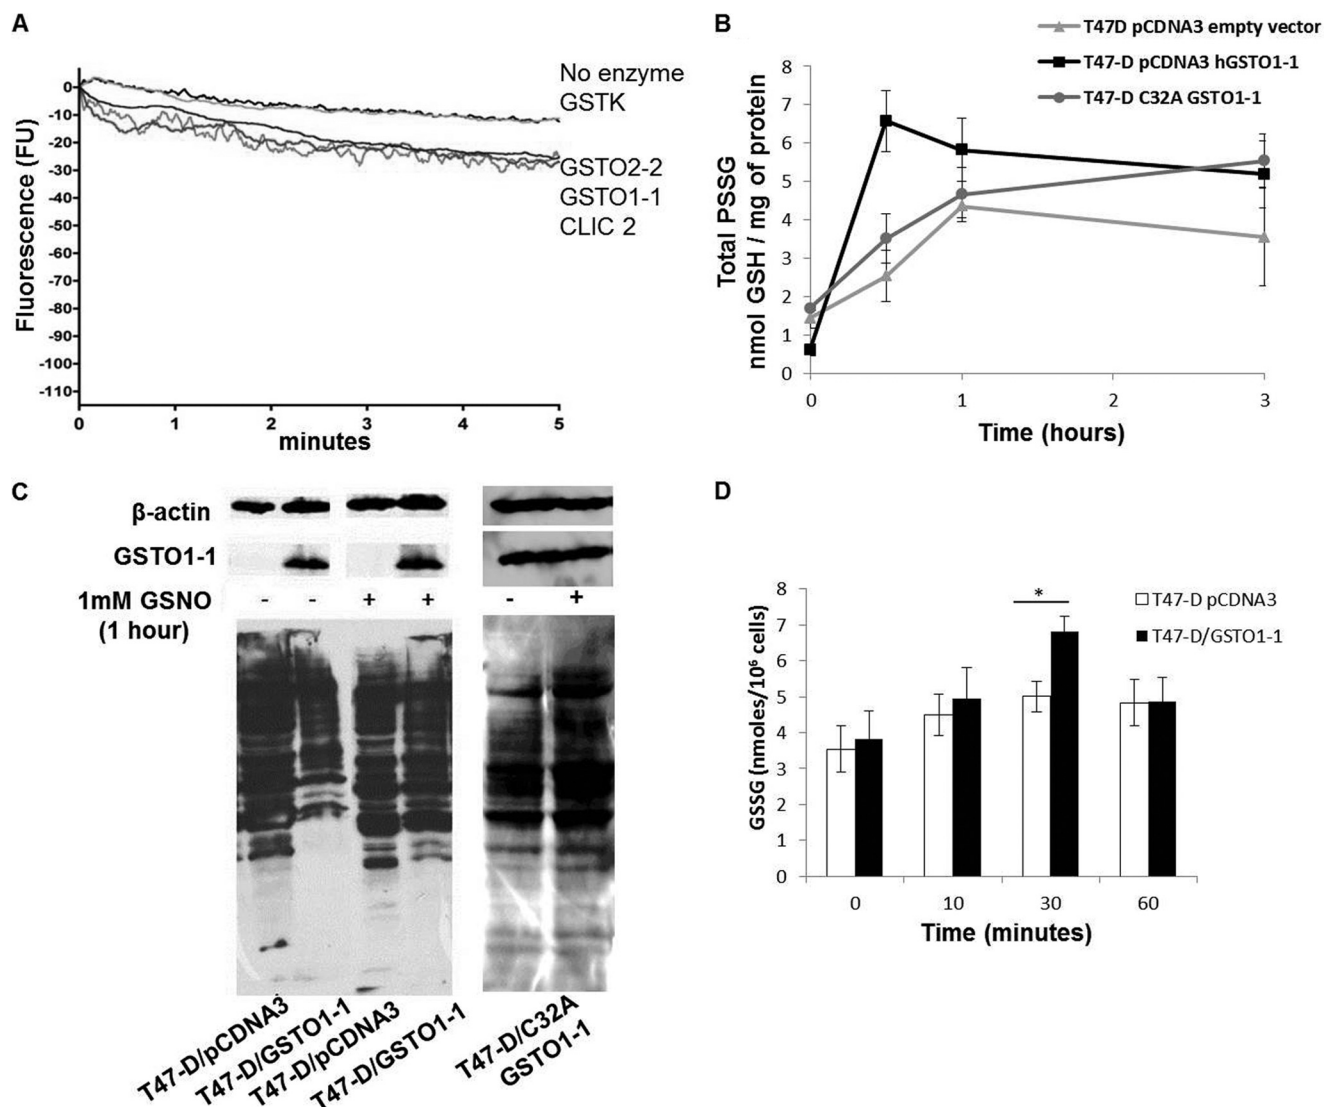 A
Fluorescence (FU)
0
-10
-20
-30
-40
-50
-60
-70
-80
-90
-100
-110
0 1 2 3 4 5
minutes
No enzyme
GSTK
GSTO2-2
GSTO1-1
CLIC 2
B
T47D pCDNA3 empty vector
T47-D pCDNA3 hGSTO1-1
T47-D C32A GSTO1-1
Total PSSG
nmol GSH / mg of protein
8
7
6
5
4
3
2
1
0
0 1 2 3
Time (hours)
C
β-actin
GSTO1-1
1mM GSNO - - + + - +
(1 hour)
T47-D/pCDNA3
T47-D/GSTO1-1
T47-D/pCDNA3
T47-D/GSTO1-1
T47-D/C32A
GSTO1-1
D
T47-D pCDNA3
T47-D/GSTO1-1
*
GSSG (nmoles/10⁶ cells)
8
7
6
5
4
3
2
1
0
0 10 30 60
Time (minutes)